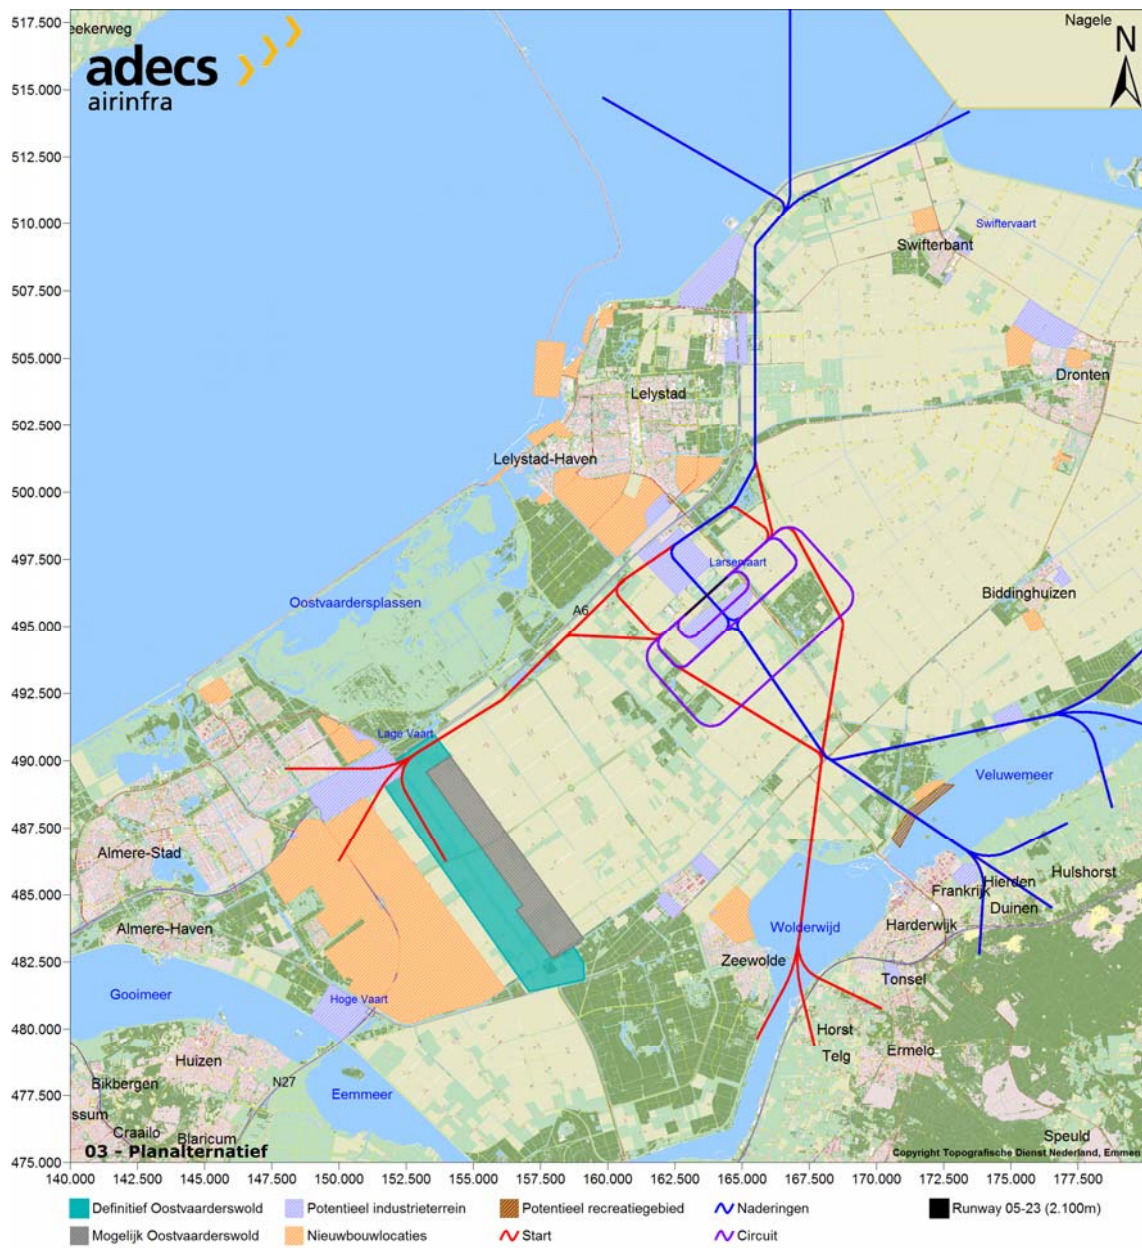 517.500
eekerweg
Nagele
N
adecs
airinfra
515.000
512.500
510.000
Swiftervaart
Swifterbant
507.500
505.000
Dronten
Lelystad
502.500
Lelystad-Haven
500.000
497.500
Larservaart
Biddinghuizen
Oostvaardersplassen
A6
495.000
492.500
Lage Vaart
490.000
Veluwemeer
487.500
Almere-Stad
Hulshorst
Hierden
Frankrijk
485.000
Duinen
Almere-Haven
Wolderwijd
Harderwijk
482.500
Zeewolde
Tonsel
Gooimeer
Hoge Vaart
480.000
Horst
Huizen
Telg
Ermelo
N27
Bikbergen
477.500
Eemmeer
ssum
Craailo
Blaricum
Speuld
03 - Planalternatief
Copyright Topografische Dienst Nederland, Emmen
475.000
140.000 142.500 145.000 147.500 150.000 152.500 155.000 157.500 160.000 162.500 165.000 167.500 170.000 172.500 175.000 177.500
Definitief Oostvaarderswold Potentieel industrieterrein Potentieel recreatiegebied Naderingen Runway 05-23 (2.100m)
Mogelijk Oostvaarderswold Nieuwbouwlocaties Start Circuit